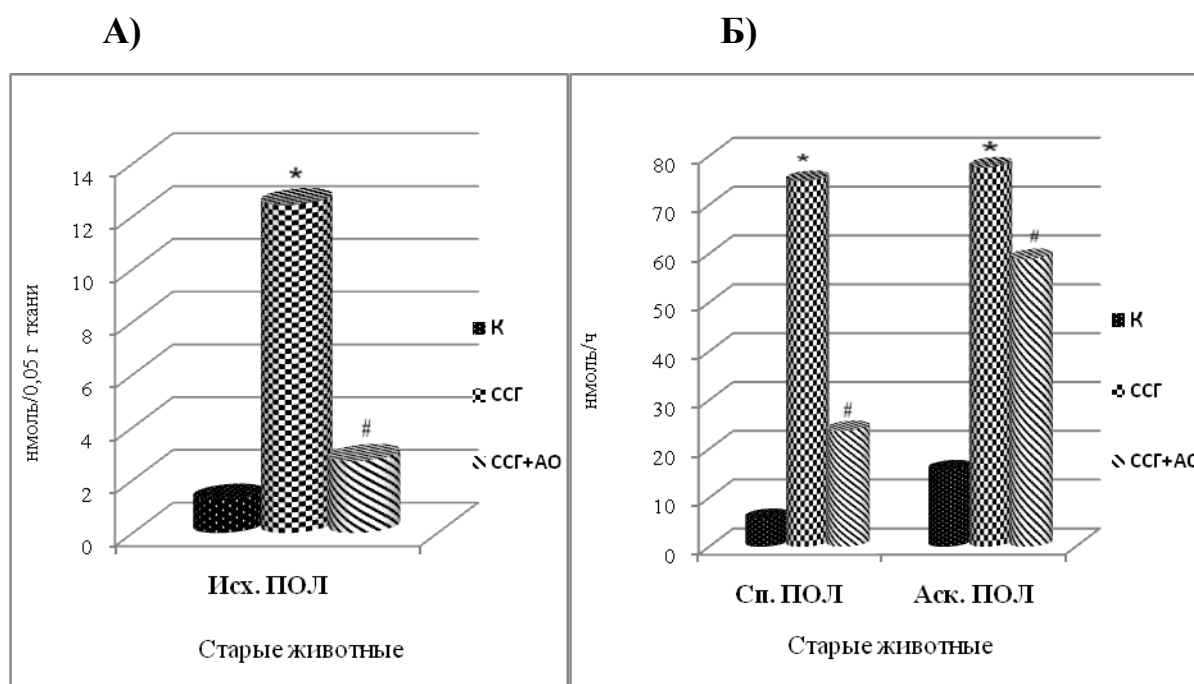 А)
Б)
14
12
10
8
6
4
2
0
нмоль/0,05 г ткани
*
#
К
ССГ
ССГ+АО
Исх. ПОЛ
Старые животные
80
70
60
50
40
30
20
10
0
нмоль/ч
*
#
*
#
К
ССГ
ССГ+АО
Сп. ПОЛ
Аск. ПОЛ
Старые животные